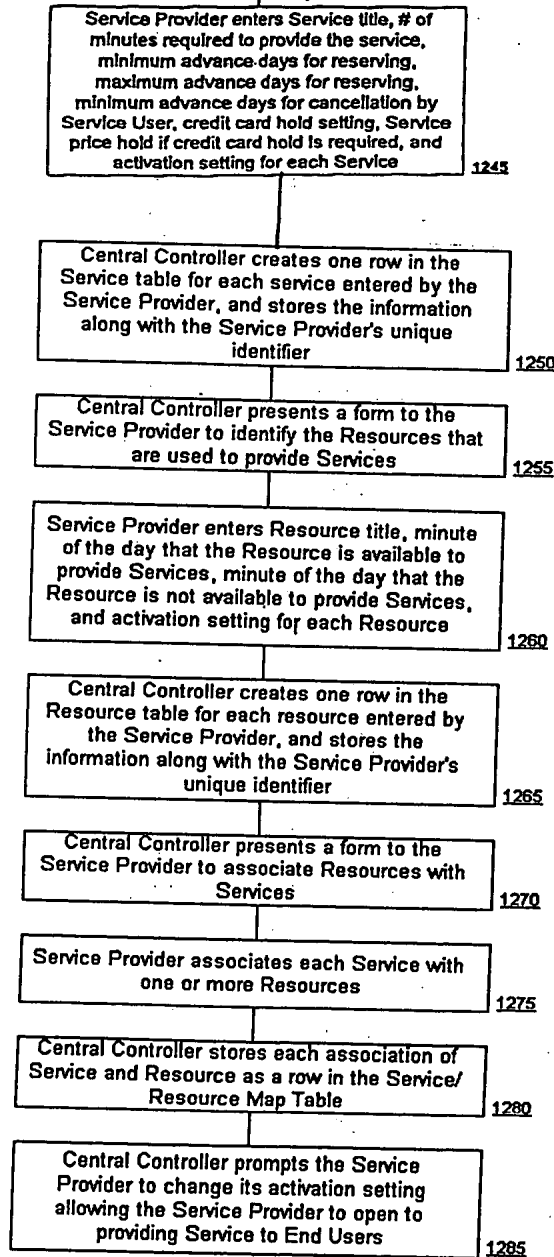 Service Provider enters Service title, # of
minutes required to provide the service,
minimum advance days for reserving,
maximum advance days for reserving,
minimum advance days for cancellation by
Service User, credit card hold setting, Service
price hold if credit card hold is required, and
activation setting for each Service
1245
Central Controller creates one row in the
Service table for each service entered by the
Service Provider, and stores the information
along with the Service Provider's unique
identifier
1250
Central Controller presents a form to the
Service Provider to identify the Resources that
are used to provide Services
1255
Service Provider enters Resource title, minute
of the day that the Resource is available to
provide Services, minute of the day that the
Resource is not available to provide Services,
and activation setting for each Resource
1260
Central Controller creates one row in the
Resource table for each resource entered by
the Service Provider, and stores the
information along with the Service Provider's
unique identifier
1265
Central Controller presents a form to the
Service Provider to associate Resources with
Services
1270
Service Provider associates each Service with
one or more Resources
1275
Central Controller stores each association of
Service and Resource as a row in the Service/
Resource Map Table
1280
Central Controller prompts the Service
Provider to change its activation setting
allowing the Service Provider to open to
providing Service to End Users
1285